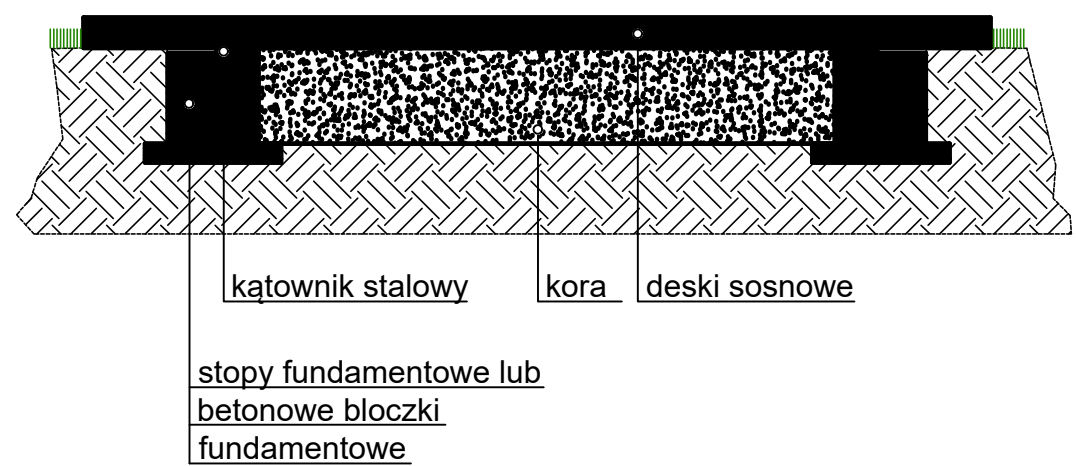 kątownik stalowy
kora
deski sosnowe
stopy fundamentowe lub
betonowe bloczki
fundamentowe